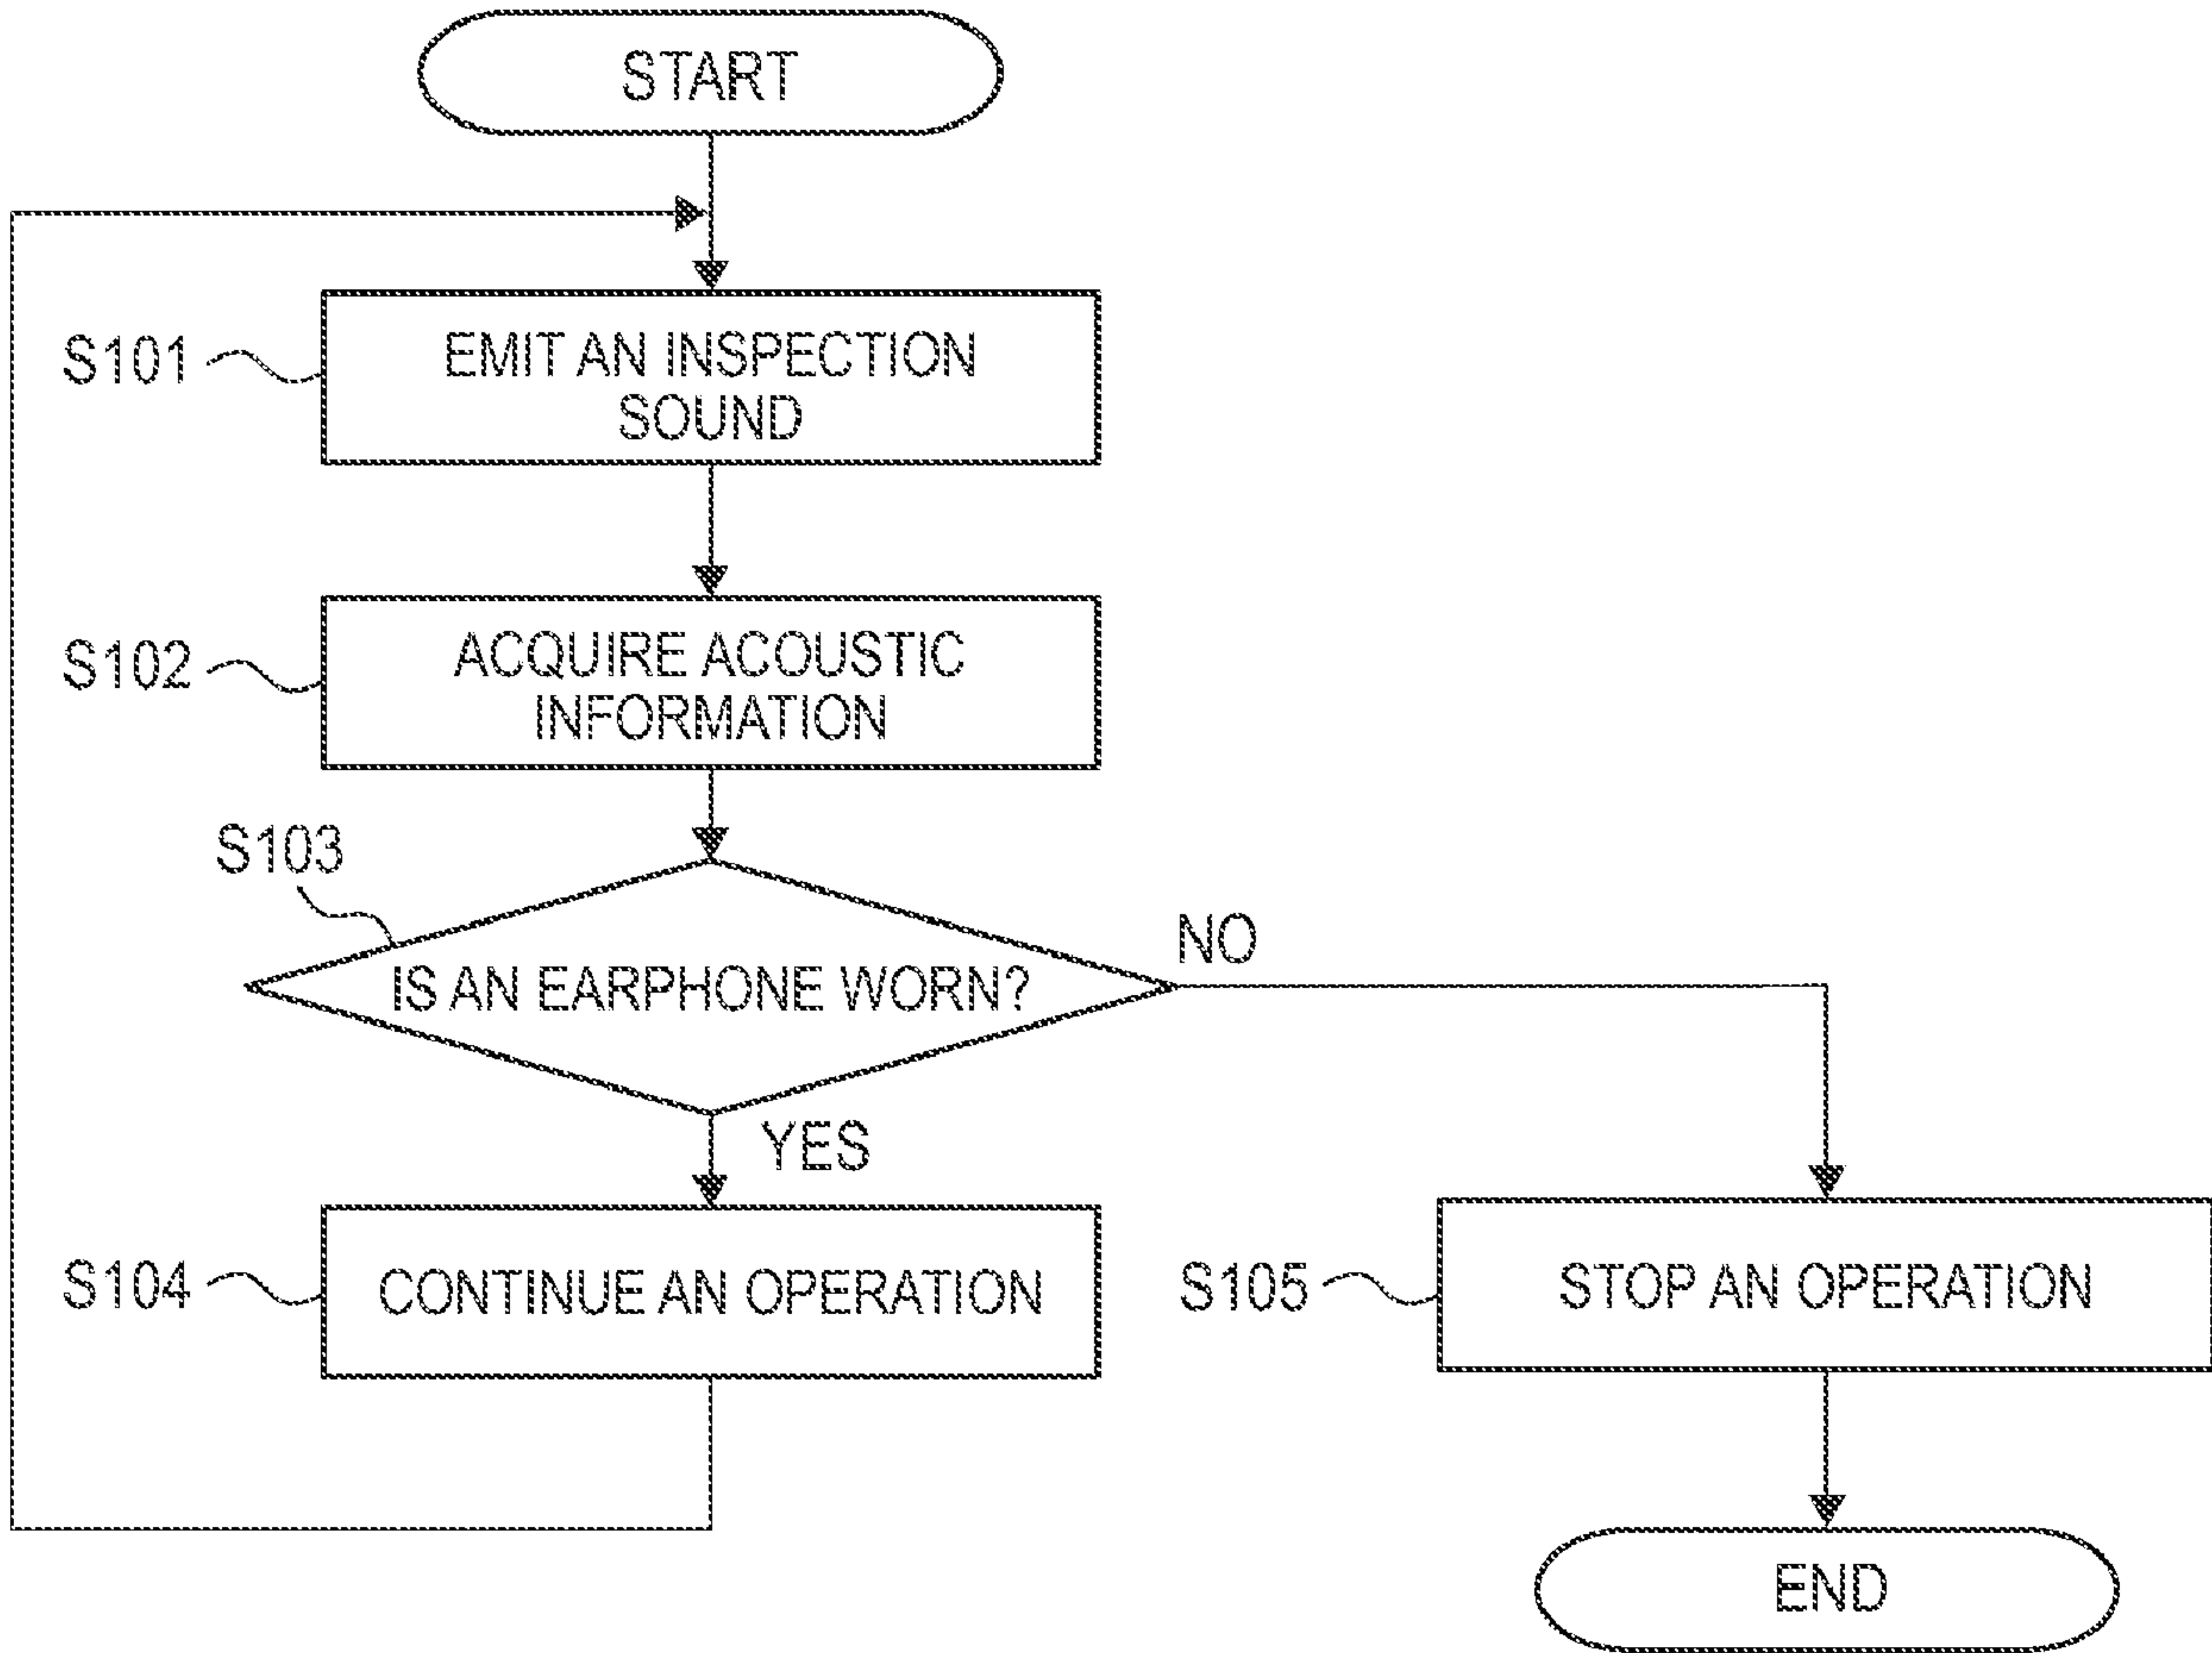 START
S101
EMIT AN INSPECTION
SOUND
S102
ACQUIRE ACOUSTIC
INFORMATION
S103
IS AN EARPHONE WORN?
NO
YES
S104
CONTINUE AN OPERATION
S105
STOP AN OPERATION
END